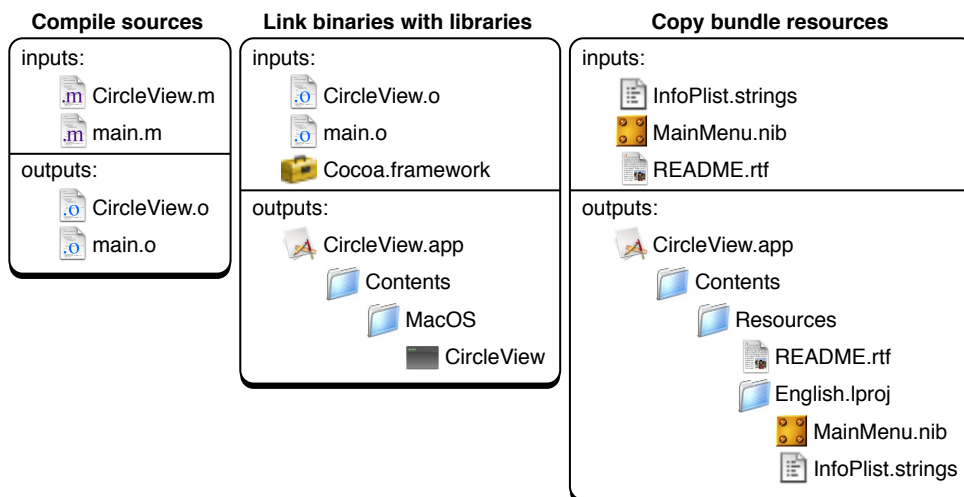 Compile sources
inputs:
.m CircleView.m
.m main.m
outputs:
.o CircleView.o
.o main.o
Link binaries with libraries
inputs:
.o CircleView.o
.o main.o
Cocoa.framework
outputs:
CircleView.app
Contents
MacOS
CircleView
Copy bundle resources
inputs:
InfoPlist.strings
MainMenu.nib
README.rtf
outputs:
CircleView.app
Contents
Resources
README.rtf
English.lproj
MainMenu.nib
InfoPlist.strings